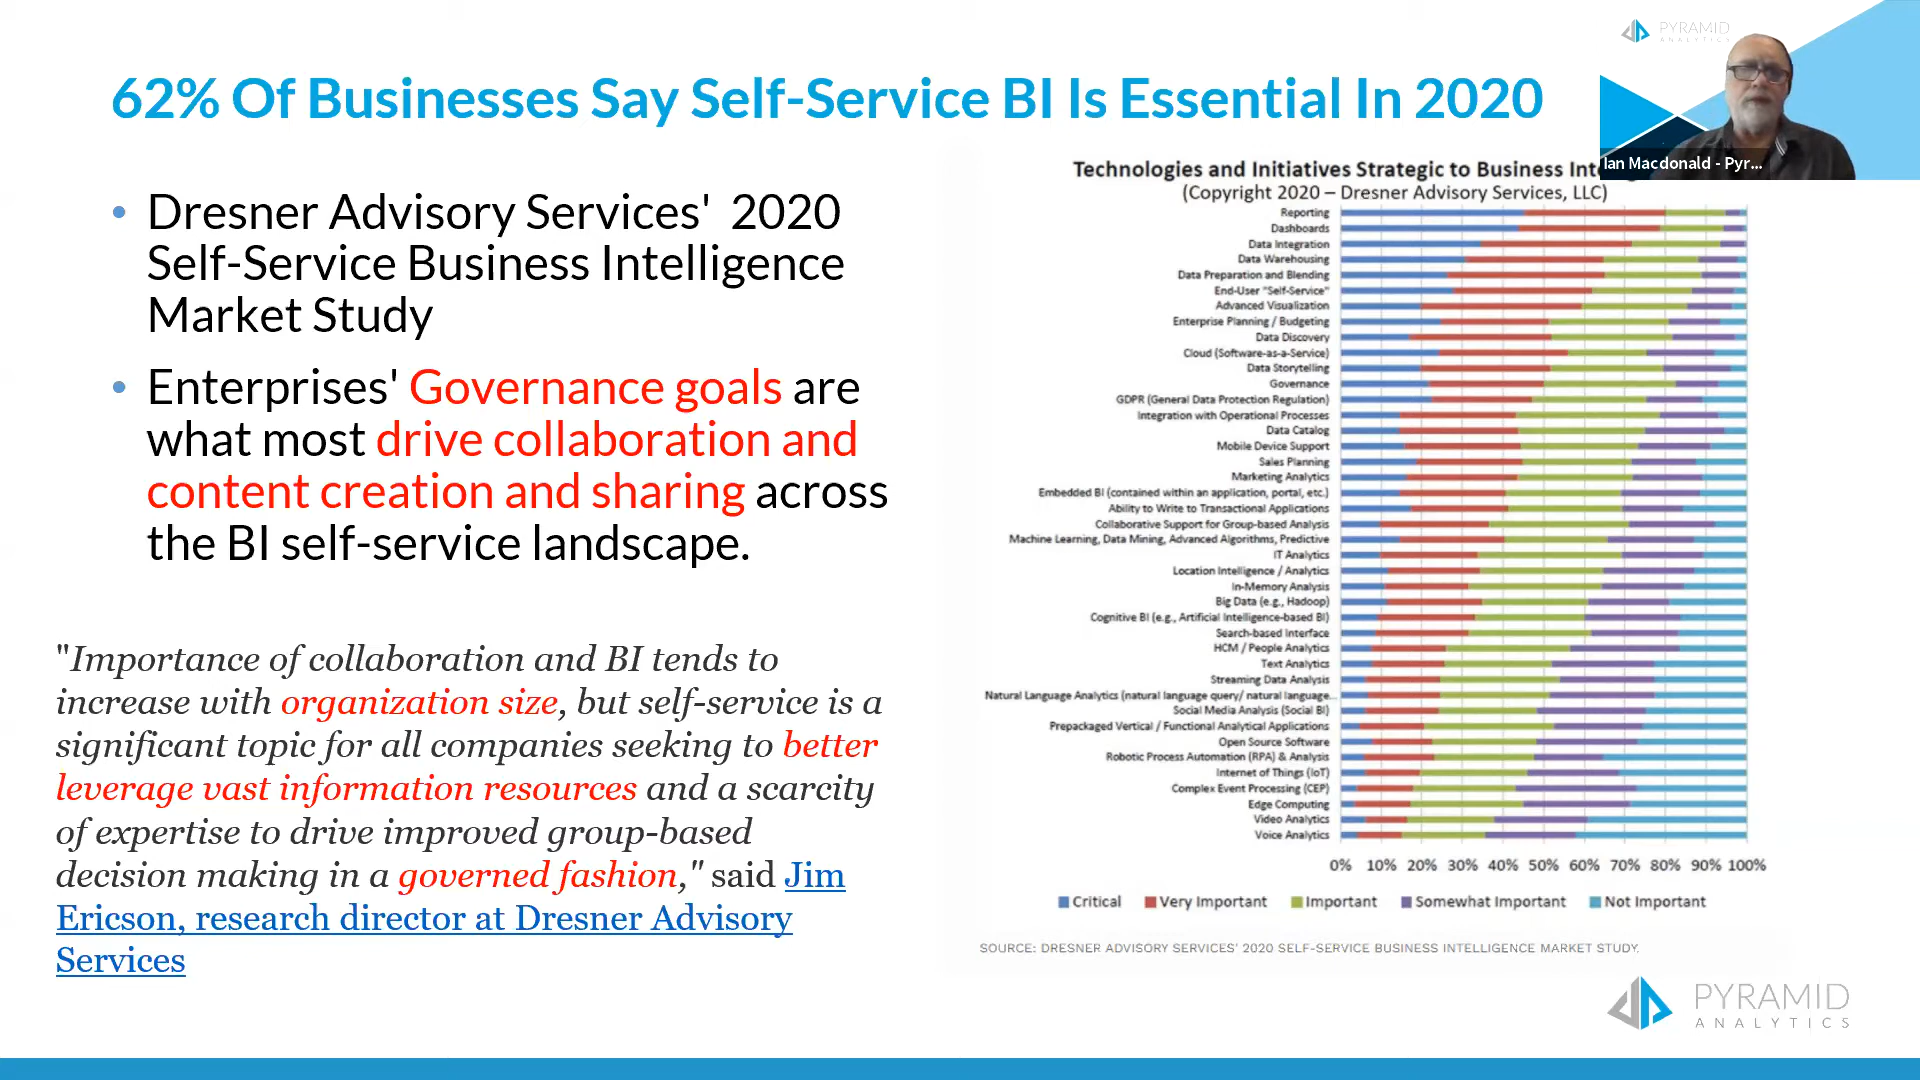 PYRAMID
ANALYTICS
62% Of Businesses Say Self-Service BI Is Essential In 2020
Ian Macdonald - Pyr...
• Dresner Advisory Services' 2020
Self-Service Business Intelligence
Market Study
• Enterprises' Governance goals are
what most drive collaboration and
content creation and sharing across
the BI self-service landscape.
"Importance of collaboration and BI tends to
increase with organization size, but self-service is a
significant topic for all companies seeking to better
leverage vast information resources and a scarcity
of expertise to drive improved group-based
decision making in a governed fashion," said Jim
Ericson, research director at Dresner Advisory
Services
Technologies and Initiatives Strategic to Business
(Copyright 2020 – Dresner Advisory Services, LLC)
Reporting
Dashboards
Data Integration
Data Warehousing
Data Preparation and Blending
End-User "Self-Service"
Advanced Visualization
Enterprise Planning / Budgeting
Data Discovery
Cloud (Software-as-a-Service)
Data Storytelling
Governance
GDPR (General Data Protection Regulation)
Integration with Operational Processes
Data Catalog
Mobile Device Support
Sales Planning
Marketing Analytics
Embedded BI (contained within an application, portal, etc.)
Ability to Write to Transactional Applications
Collaborative Support for Group-based Analysis
Machine Learning, Data Mining, Advanced Algorithms, Predictive
IT Analytics
Location Intelligence / Analytics
In-Memory Analysis
Big Data (e.g., Hadoop)
Cognitive BI (e.g., Artificial Intelligence-based BI)
Search-based Interface
HCM / People Analytics
Text Analytics
Streaming Data Analysis
Natural Language Analytics (natural language query/ natural language...
Social Media Analysis (Social BI)
Prepackaged Vertical / Functional Analytical Applications
Open Source Software
Robotic Process Automation (RPA) & Analysis
Internet of Things (IoT)
Complex Event Processing (CEP)
Edge Computing
Video Analytics
Voice Analytics
0% 10% 20% 30% 40% 50% 60% 70% 80% 90% 100%
Critical Very Important Important Somewhat Important Not Important
SOURCE: DRESNER ADVISORY SERVICES' 2020 SELF-SERVICE BUSINESS INTELLIGENCE MARKET STUDY.
PYRAMID
ANALYTICS